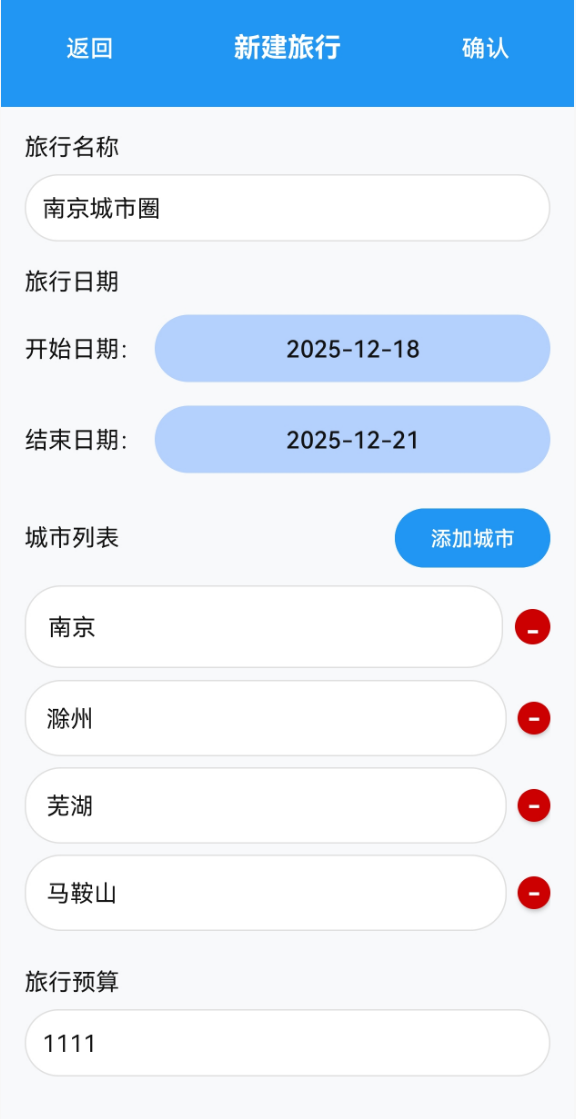 返回 新建旅行 确认
旅行名称
南京城市圈
旅行日期
开始日期： 2025-12-18
结束日期： 2025-12-21
城市列表 添加城市
南京 -
滁州 -
芜湖 -
马鞍山 -
旅行预算
1111